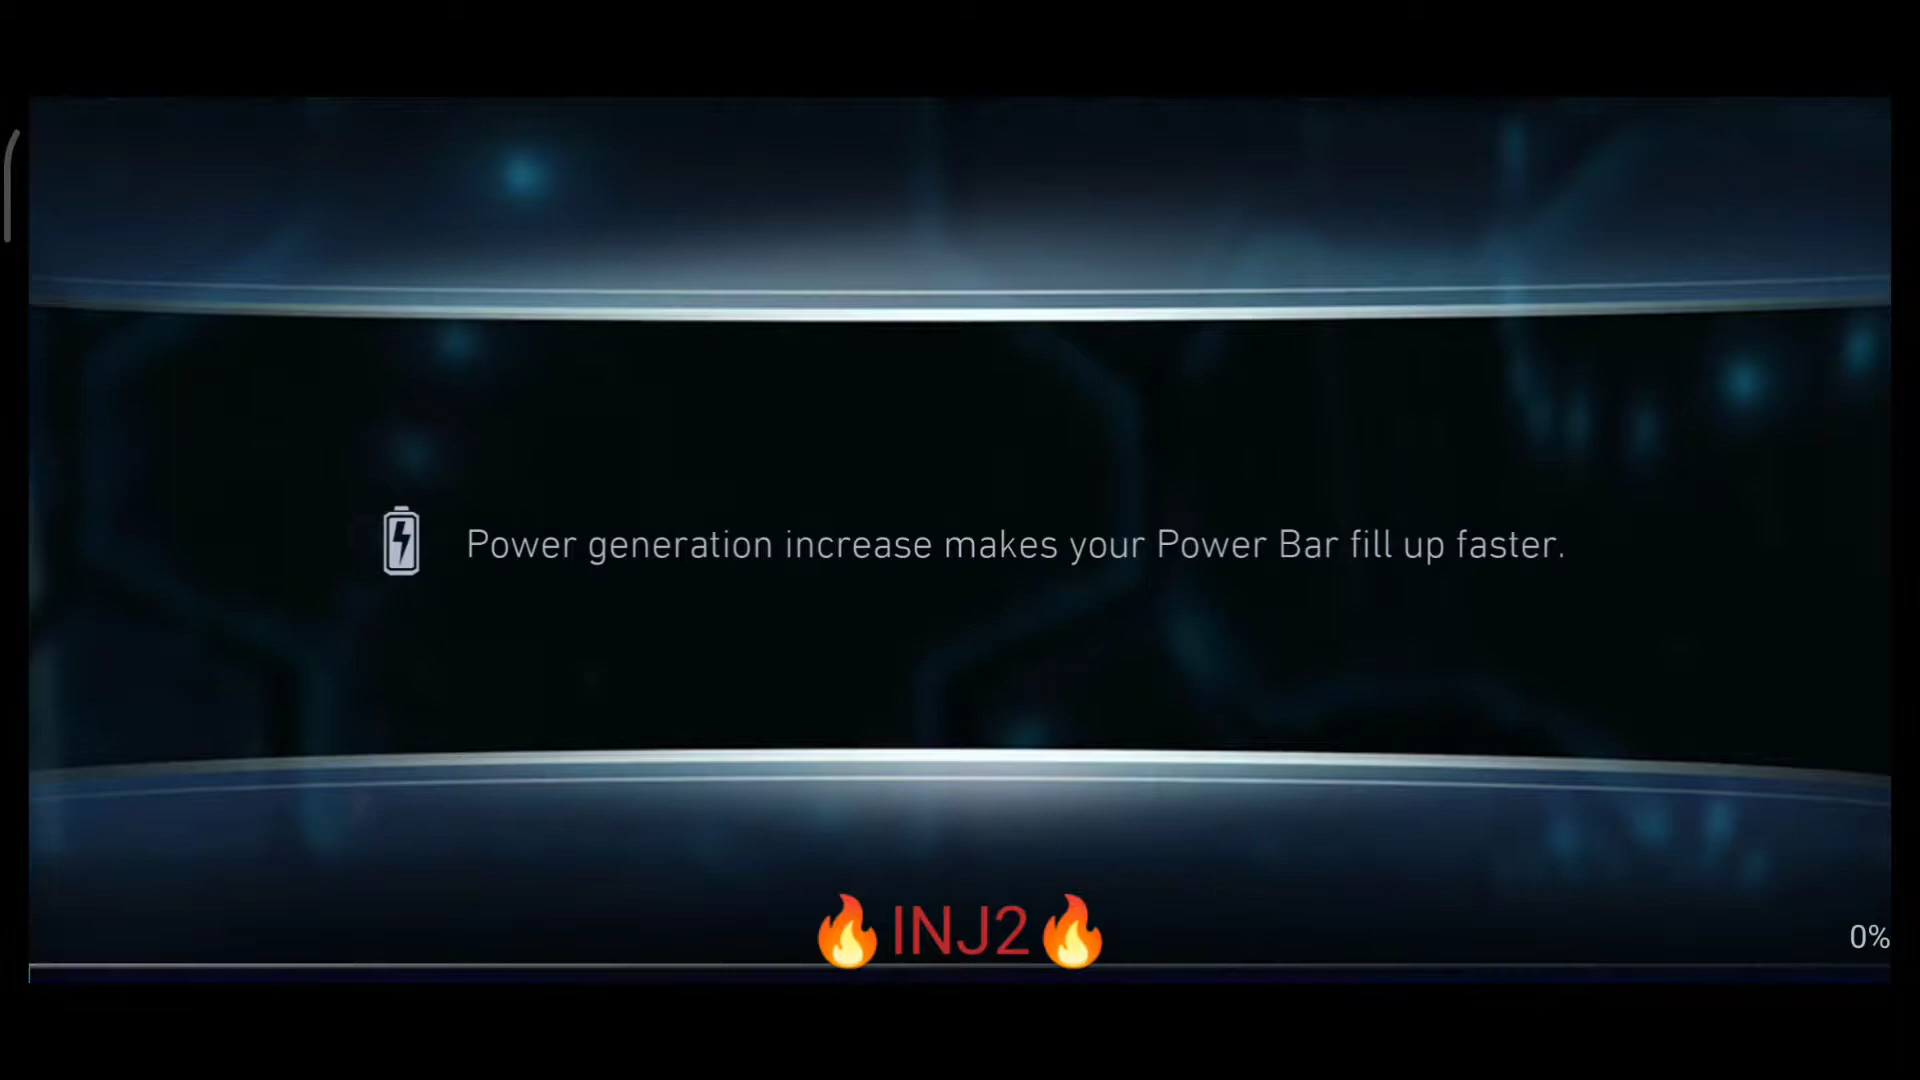 Power generation increase makes your Power Bar fill up faster.
🔥INJ2🔥
0%